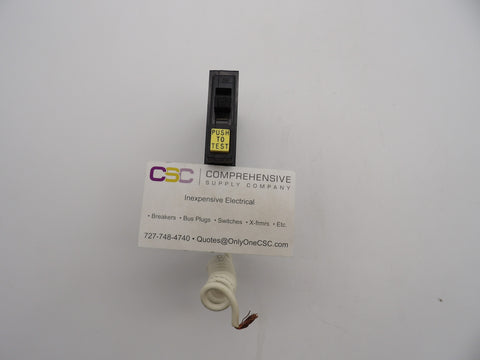 PUSH
TO
TEST
CSC COMPREHENSIVE
SUPPLY COMPANY
Inexpensive Electrical
• Breakers • Bus Plugs • Switches • X-frmrs • Etc.
727-748-4740 • Quotes@OnlyOneCSC.com